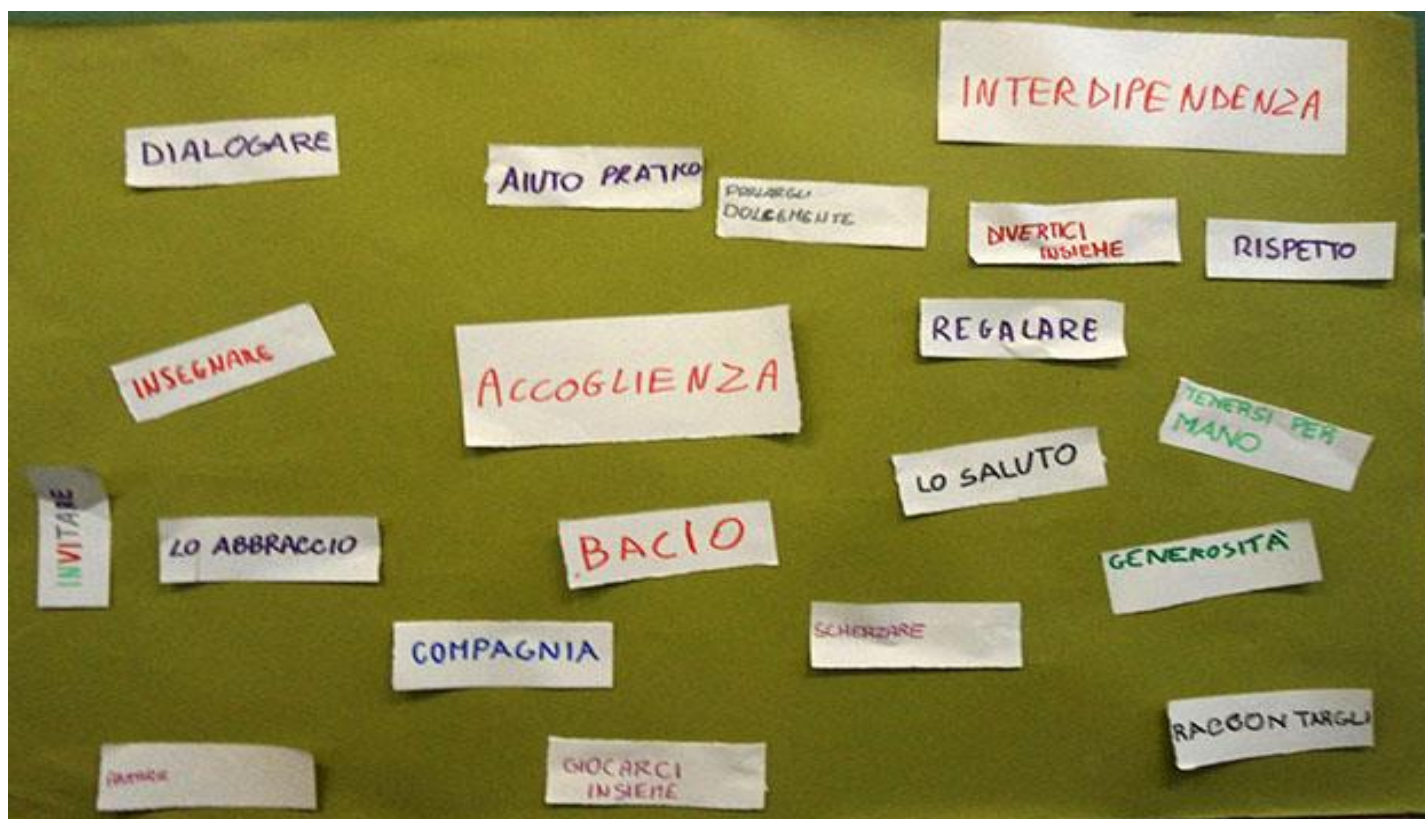 INTERDIPENDENZA
DIALOGARE
AIUTO PRATICO
PARLARGLI
DOLCEMENTE
DIVERTICI
INSIEME
RISPETTO
REGALARE
INSEGNARE
ACCOGLIENZA
TENERSI PER
MANO
LO SALUTO
INVITARE
LO ABBRACCIO
BACIO
GENEROSITÀ
COMPAGNIA
SCHERZARE
RACCONTARGLI
GIOCARCI
INSIEME